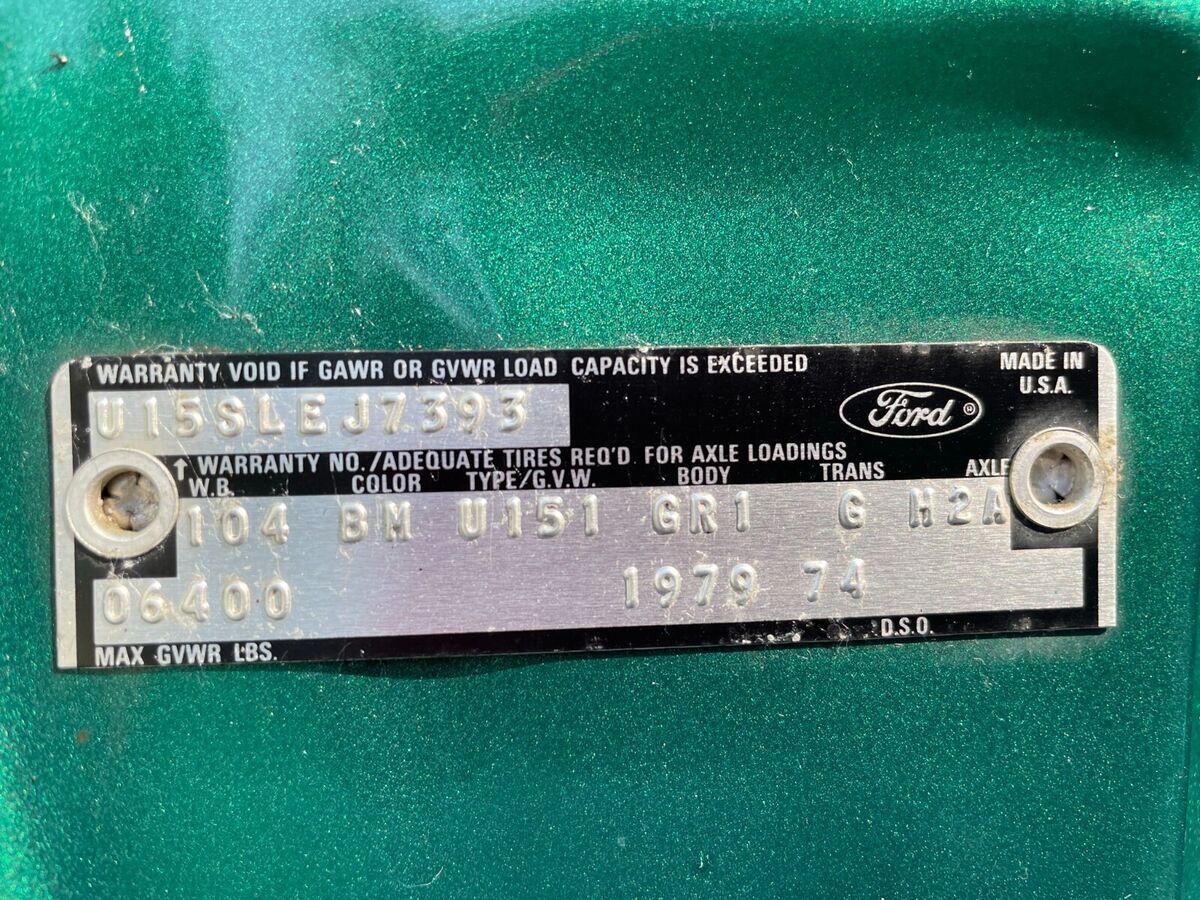 WARRANTY VOID IF GAWR OR GVWR LOAD CAPACITY IS EXCEEDED
MADE IN
U.S.A.
U15SLEJ7393
Ford ®
↑ WARRANTY NO./ADEQUATE TIRES REQ'D FOR AXLE LOADINGS
W.B. COLOR TYPE/G.V.W. BODY TRANS AXLE
104 BM U151 GR1 G H2A
06400 1979 74
MAX GVWR LBS. D.S.O.